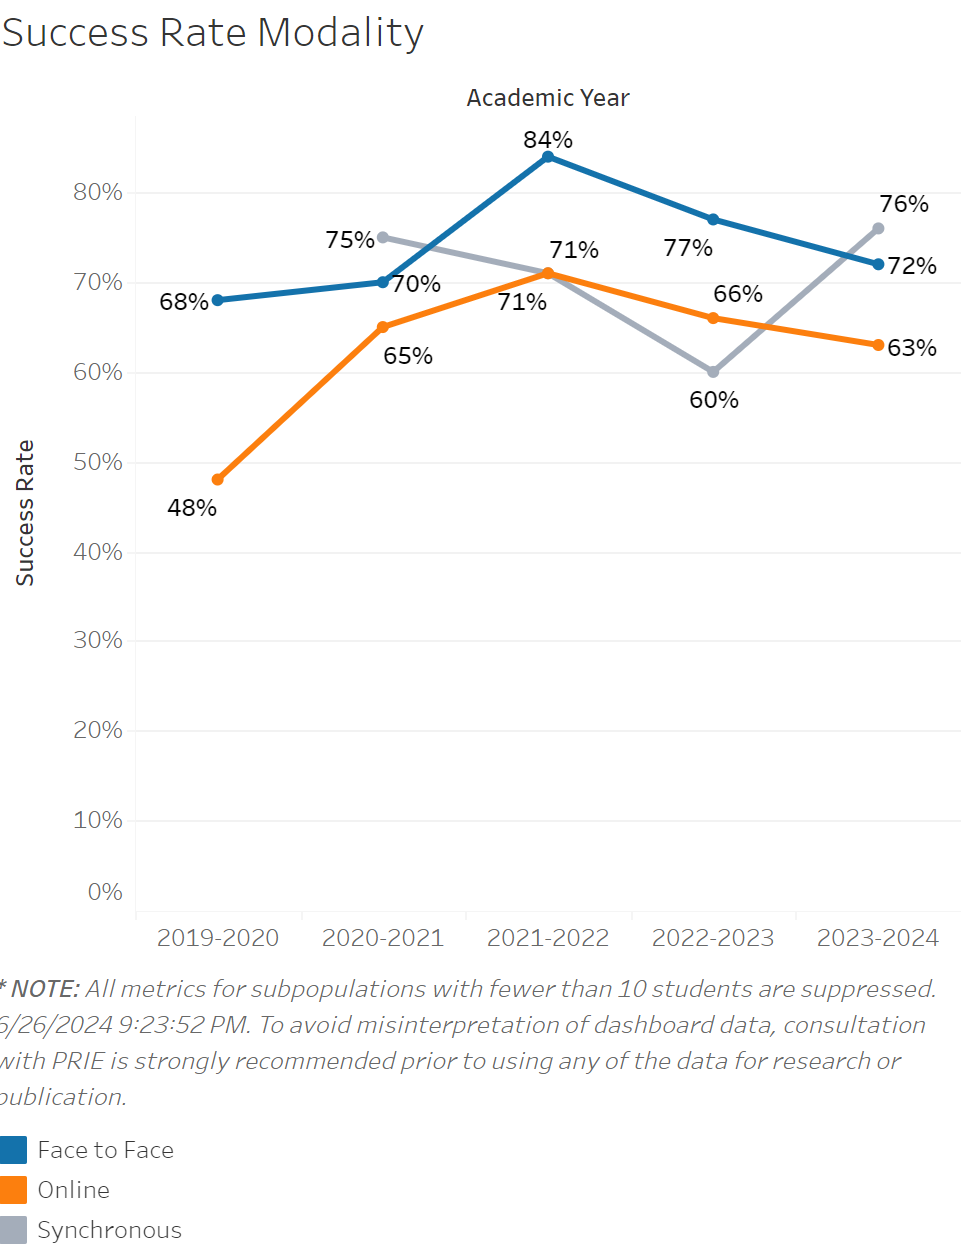 Success Rate Modality
Academic Year
84%
80%
76%
75%
71%
77%
70%
70%
72%
68%
71%
66%
65%
63%
60%
60%
Success Rate
50%
48%
40%
30%
20%
10%
0%
2019-2020 2020-2021 2021-2022 2022-2023 2023-2024
* NOTE: All metrics for subpopulations with fewer than 10 students are suppressed.
6/26/2024 9:23:52 PM. To avoid misinterpretation of dashboard data, consultation
with PRIE is strongly recommended prior to using any of the data for research or
publication.
Face to Face
Online
Synchronous